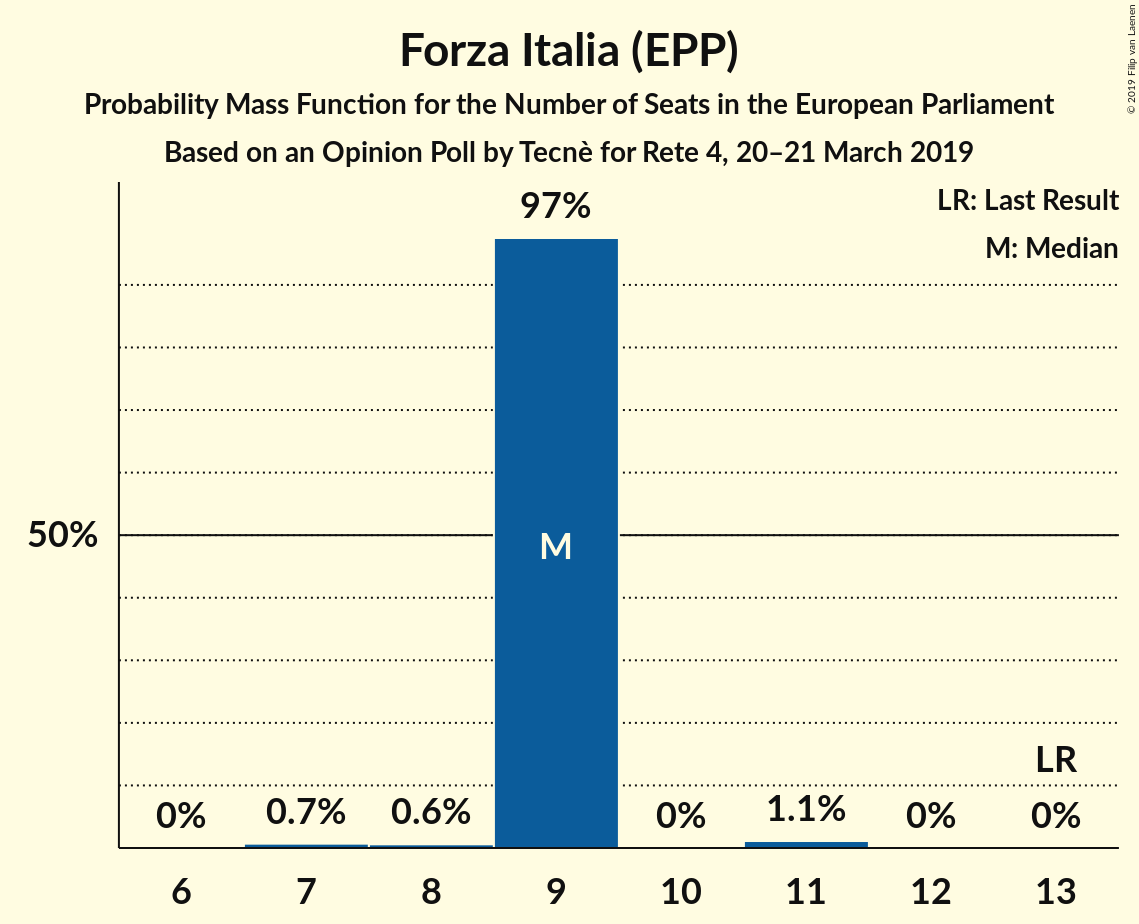 Forza Italia (EPP)
Probability Mass Function for the Number of Seats in the European Parliament
Based on an Opinion Poll by Tecnè for Rete 4, 20–21 March 2019
© 2019 Filip van Laenen
LR: Last Result
M: Median
97%
50%
M
LR
0%
0.7%
0.6%
0%
1.1%
0%
0%
6
7
8
9
10
11
12
13